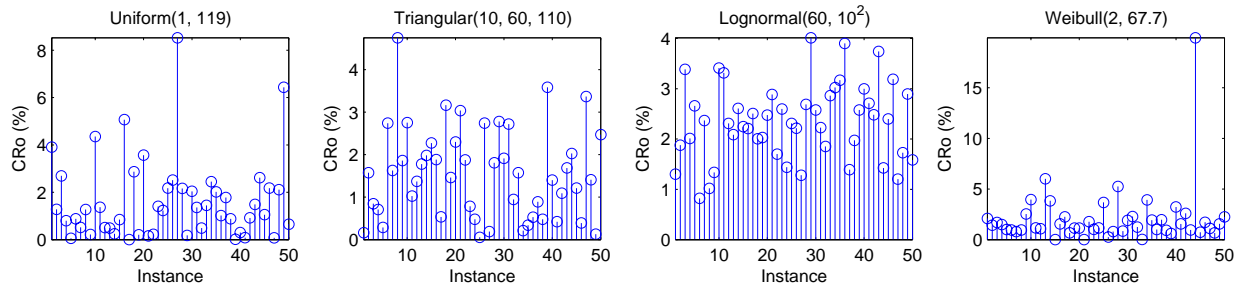 Uniform(1, 119)
8
6
4
2
0
CRo (%)
10 20 30 40 50
Instance
Triangular(10, 60, 110)
4
3
2
1
0
CRo (%)
10 20 30 40 50
Instance
Lognormal(60, 10²)
4
3
2
1
0
CRo (%)
10 20 30 40 50
Instance
Weibull(2, 67.7)
15
10
5
0
CRo (%)
10 20 30 40 50
Instance